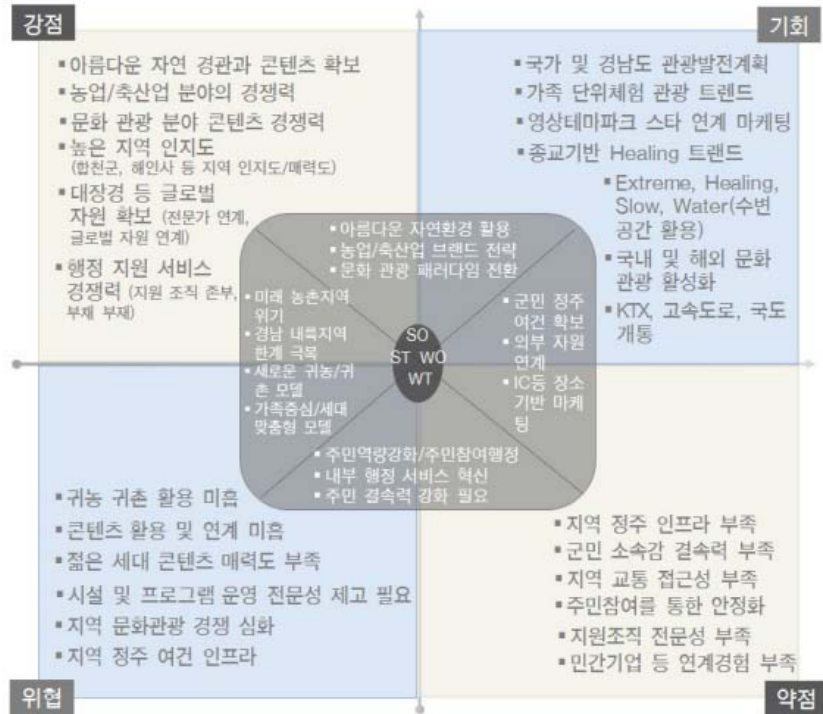 강점
기회
▪아름다운 자연 경관과 콘텐츠 확보
▪농업/축산업 분야의 경쟁력
▪문화 관광 분야 콘텐츠 경쟁력
▪높은 지역 인지도
(합천군, 해인사 등 지역 인지도/매력도)
▪대장경 등 글로벌
자원 확보 (전문가 연계,
글로벌 자원 연계)
▪행정 지원 서비스
경쟁력 (지원 조직 존부,
부재 부재)
▪국가 및 경남도 관광발전계획
▪가족 단위체험 관광 트렌드
▪영상테마파크 스타 연계 마케팅
▪종교기반 Healing 트랜드
▪Extreme, Healing,
Slow, Water(수변
공간 활용)
▪국내 및 해외 문화
관광 활성화
▪KTX, 고속도로, 국도
개통
▪아름다운 자연환경 활용
▪농업/축산업 브랜드 전략
▪문화 관광 패러다임 전환
▪미래 농촌지역
위기
▪경남 내륙지역
한계 극복
▪새로운 귀농/귀
촌 모델
▪가족중심/세대
맞춤형 모델
SO
ST WO
WT
▪군민 정주
여건 확보
▪외부 자원
연계
▪IC등 장소
기반 마케
팅
▪주민역량강화/주민참여행정
▪내부 행정 서비스 혁신
▪주민 결속력 강화 필요
▪귀농 귀촌 활용 미흡
▪콘텐츠 활용 및 연계 미흡
▪젊은 세대 콘텐츠 매력도 부족
▪시설 및 프로그램 운영 전문성 제고 필요
▪지역 문화관광 경쟁 심화
▪지역 정주 여건 인프라
▪지역 정주 인프라 부족
▪군민 소속감 결속력 부족
▪지역 교통 접근성 부족
▪주민참여를 통한 안정화
▪지원조직 전문성 부족
▪민간기업 등 연계경험 부족
위협
약점